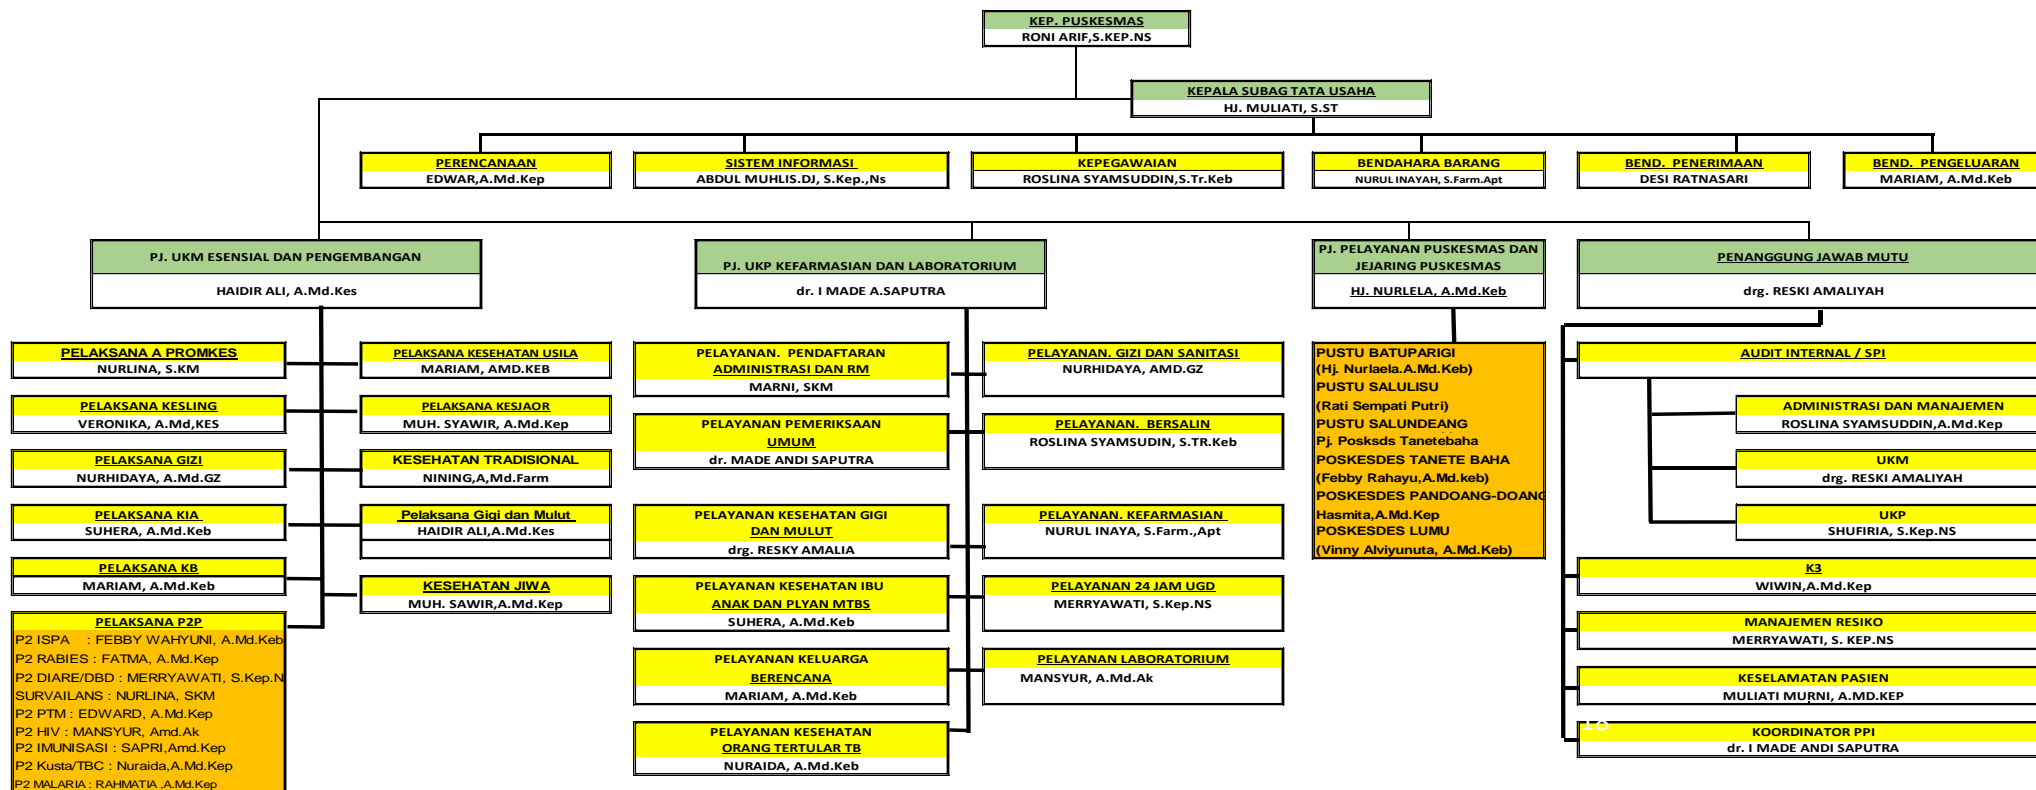 KEP. PUSKESMAS
RONI ARIF,S.KEP.NS
KEPALA SUBAG TATA USAHA
HJ. MULIATI, S.ST
PERENCANAAN
EDWAR,A.Md.Kep
SISTEM INFORMASI
ABDUL MUHLIS.DJ, S.Kep.,Ns
KEPEGAWAIAN
ROSLINA SYAMSUDDIN,S.Tr.Keb
BENDAHARA BARANG
NURUL INAYAH, S.Farm.Apt
BEND. PENERIMAAN
DESI RATNASARI
BEND. PENGELUARAN
MARIAM, A.Md.Keb
PJ. UKM ESENSIAL DAN PENGEMBANGAN
HAIDIR ALI, A.Md.Kes
PJ. UKP KEFARMASIAN DAN LABORATORIUM
dr. I MADE A.SAPUTRA
PJ. PELAYANAN PUSKESMAS DAN
JEJARING PUSKESMAS
HJ. NURLELA, A.Md.Keb
PENANGGUNG JAWAB MUTU
drg. RESKI AMALIYAH
PELAKSANA A PROMKES
NURLINA, S.KM
PELAKSANA KESLING
VERONIKA, A.Md,KES
PELAKSANA GIZI
NURHIDAYA, A.Md.GZ
PELAKSANA KIA
SUHERA, A.Md.Keb
PELAKSANA KB
MARIAM, A.Md.Keb
PELAKSANA P2P
P2 ISPA : FEBBY WAHYUNI, A.Md.Keb
P2 RABIES : FATMA, A.Md.Kep
P2 DIARE/DBD : MERRYAWATI, S.Kep.N
SURVAILANS : NURLINA, SKM
P2 PTM : EDWARD, A.Md.Kep
P2 HIV : MANSYUR, Amd.Ak
P2 IMUNISASI : SAPRI,Amd.Kep
P2 Kusta/TBC : Nuraida,A.Md.Kep
P2 MALARIA : RAHMATIA ,A.Md.Kep
PELAKSANA KESEHATAN USILA
MARIAM, AMD.KEB
PELAKSANA KESJAOR
MUH. SYAWIR, A.Md.Kep
KESEHATAN TRADISIONAL
NINING,A,Md.Farm
Pelaksana Gigi dan Mulut
HAIDIR ALI,A.Md.Kes
KESEHATAN JIWA
MUH. SAWIR,A.Md.Kep
PELAYANAN. PENDAFTARAN
ADMINISTRASI DAN RM
MARNI, SKM
PELAYANAN PEMERIKSAAN
UMUM
dr. MADE ANDI SAPUTRA
PELAYANAN KESEHATAN GIGI
DAN MULUT
drg. RESKY AMALIA
PELAYANAN KESEHATAN IBU
ANAK DAN PLYAN MTBS
SUHERA, A.Md.Keb
PELAYANAN KELUARGA
BERENCANA
MARIAM, A.Md.Keb
PELAYANAN KESEHATAN
ORANG TERTULAR TB
NURAIDA, A.Md.Keb
PELAYANAN. GIZI DAN SANITASI
NURHIDAYA, AMD.GZ
PELAYANAN. BERSALIN
ROSLINA SYAMSUDIN, S.TR.Keb
PELAYANAN. KEFARMASIAN
NURUL INAYA, S.Farm.,Apt
PELAYANAN 24 JAM UGD
MERRYAWATI, S.Kep.NS
PELAYANAN LABORATORIUM
MANSYUR, A.Md.Ak
PUSTU BATUPARIGI
(Hj. Nurlaela.A.Md.Keb)
PUSTU SALULISU
(Rati Sempati Putri)
PUSTU SALUNDEANG
Pj. Posksds Tanetebaha
POSKESDES TANETE BAHA
(Febby Rahayu,A.Md.keb)
POSKESDES PANDOANG-DOANG
Hasmita,A.Md.Kep
POSKESDES LUMU
(Vinny Alviyunuta, A.Md.Keb)
AUDIT INTERNAL / SPI
ADMINISTRASI DAN MANAJEMEN
ROSLINA SYAMSUDDIN,A.Md.Kep
UKM
drg. RESKI AMALIYAH
UKP
SHUFIRIA, S.Kep.NS
K3
WIWIN,A.Md.Kep
MANAJEMEN RESIKO
MERRYAWATI, S. KEP.NS
KESELAMATAN PASIEN
MULIATI MURNI, A.MD.KEP
18
KOORDINATOR PPI
dr. I MADE ANDI SAPUTRA